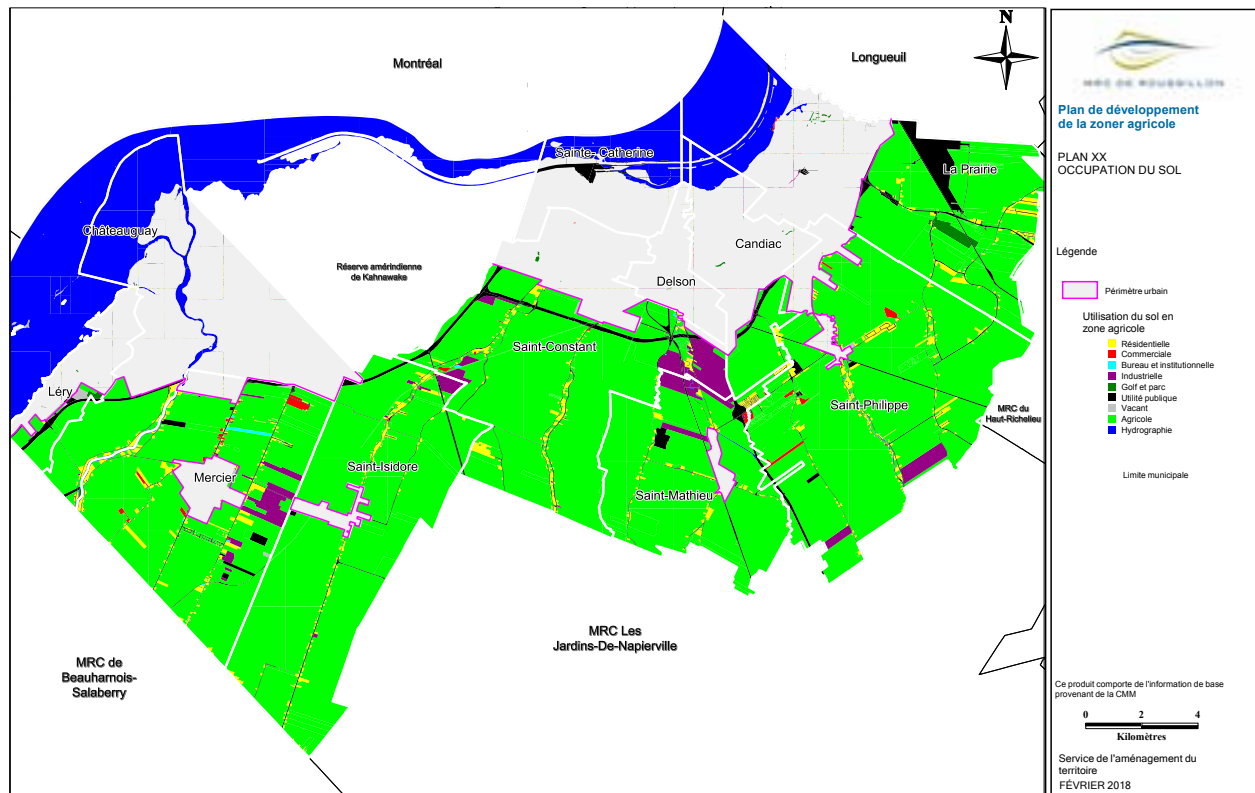 Montréal
Longueuil
N
Sainte- Catherine
La Prairie
Châteauguay
Candiac
Réserve amérindienne
de Kahnawake
Delson
Saint-Constant
Léry
Saint-Philippe
MRC du
Haut-Richelieu
Saint-Isidore
Mercier
Saint-Mathieu
MRC Les
Jardins-De-Napierville
MRC de
Beauharnois-
Salaberry
MRC DE ROUSSILLON
Plan de développement
de la zoner agricole
PLAN XX
OCCUPATION DU SOL
Légende
Périmètre urbain
Utilisation du sol en
zone agricole
Résidentielle
Commerciale
Bureau et institutionnelle
Industrielle
Golf et parc
Utilité publique
Vacant
Agricole
Hydrographie
Limite municipale
Ce produit comporte de l'information de base
provenant de la CMM
0 2 4
Kilomètres
Service de l'aménagement du
territoire
FÉVRIER 2018